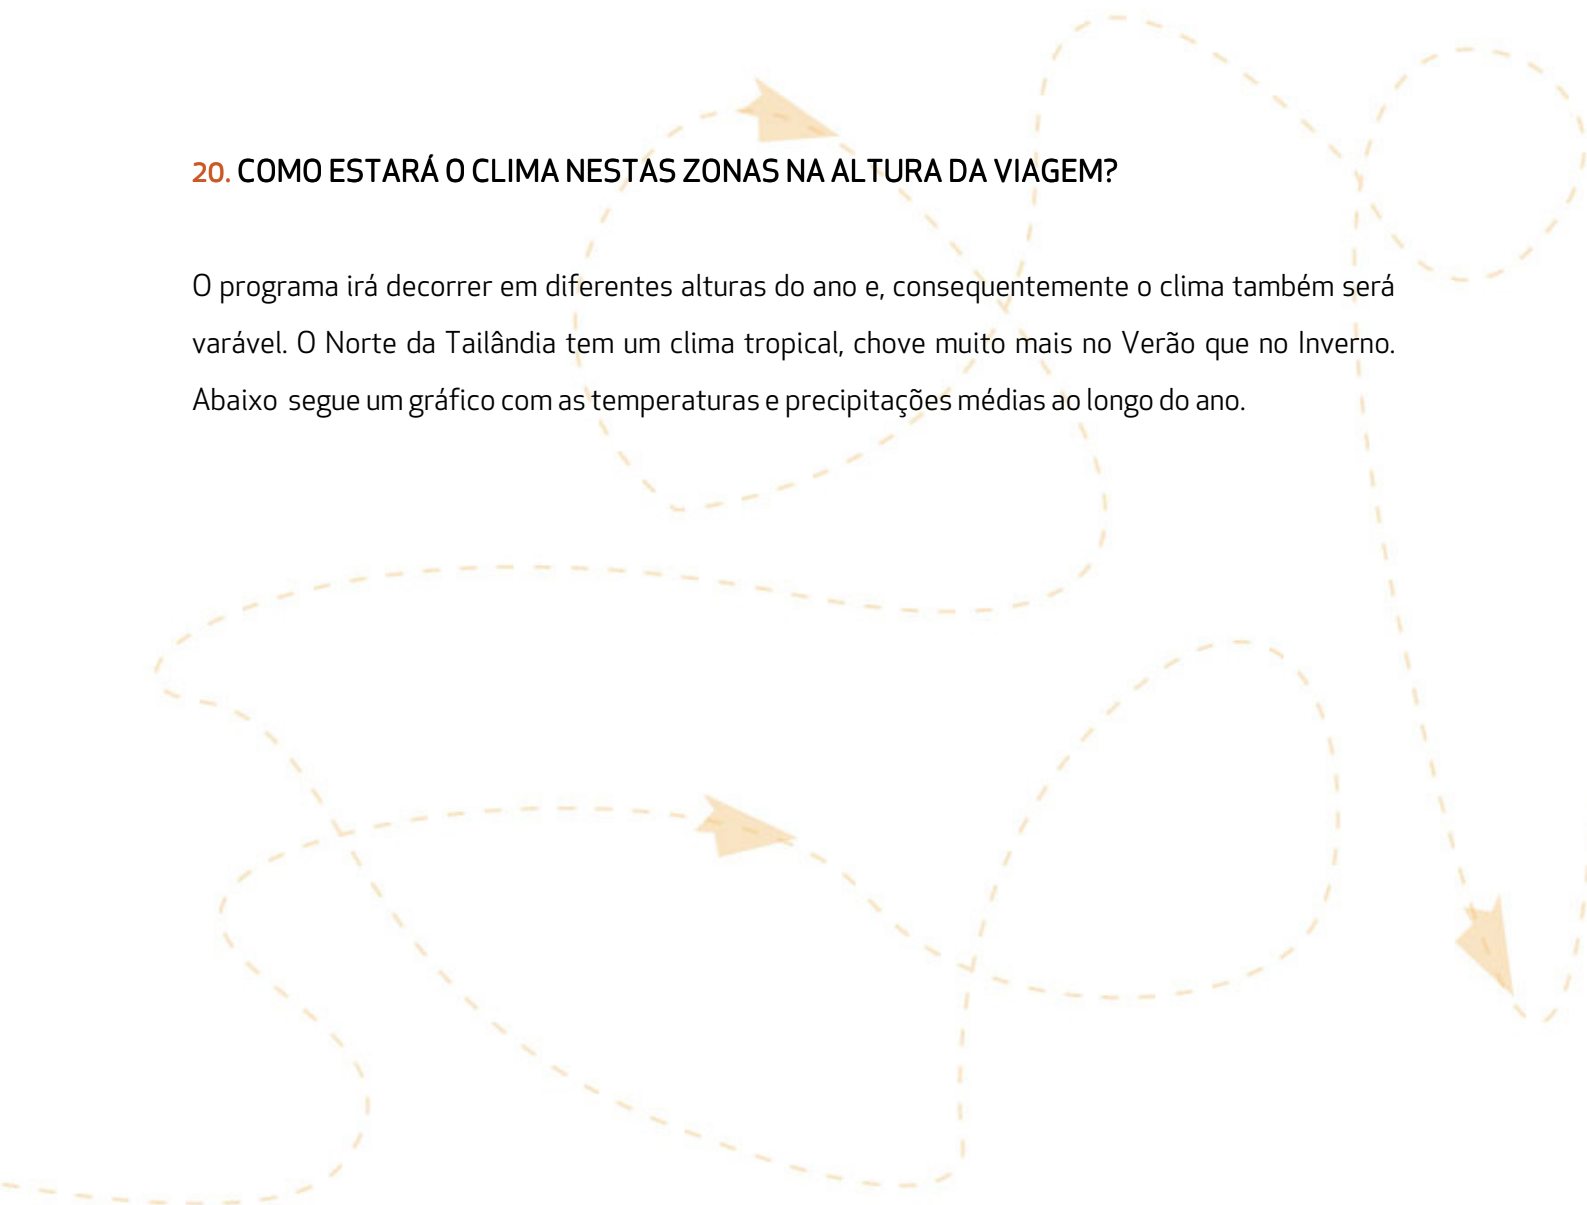 20. COMO ESTARÁ O CLIMA NESTAS ZONAS NA ALTURA DA VIAGEM?
O programa irá decorrer em diferentes alturas do ano e, consequentemente o clima também será
varável. O Norte da Tailândia tem um clima tropical, chove muito mais no Verão que no Inverno.
Abaixo segue um gráfico com as temperaturas e precipitações médias ao longo do ano.